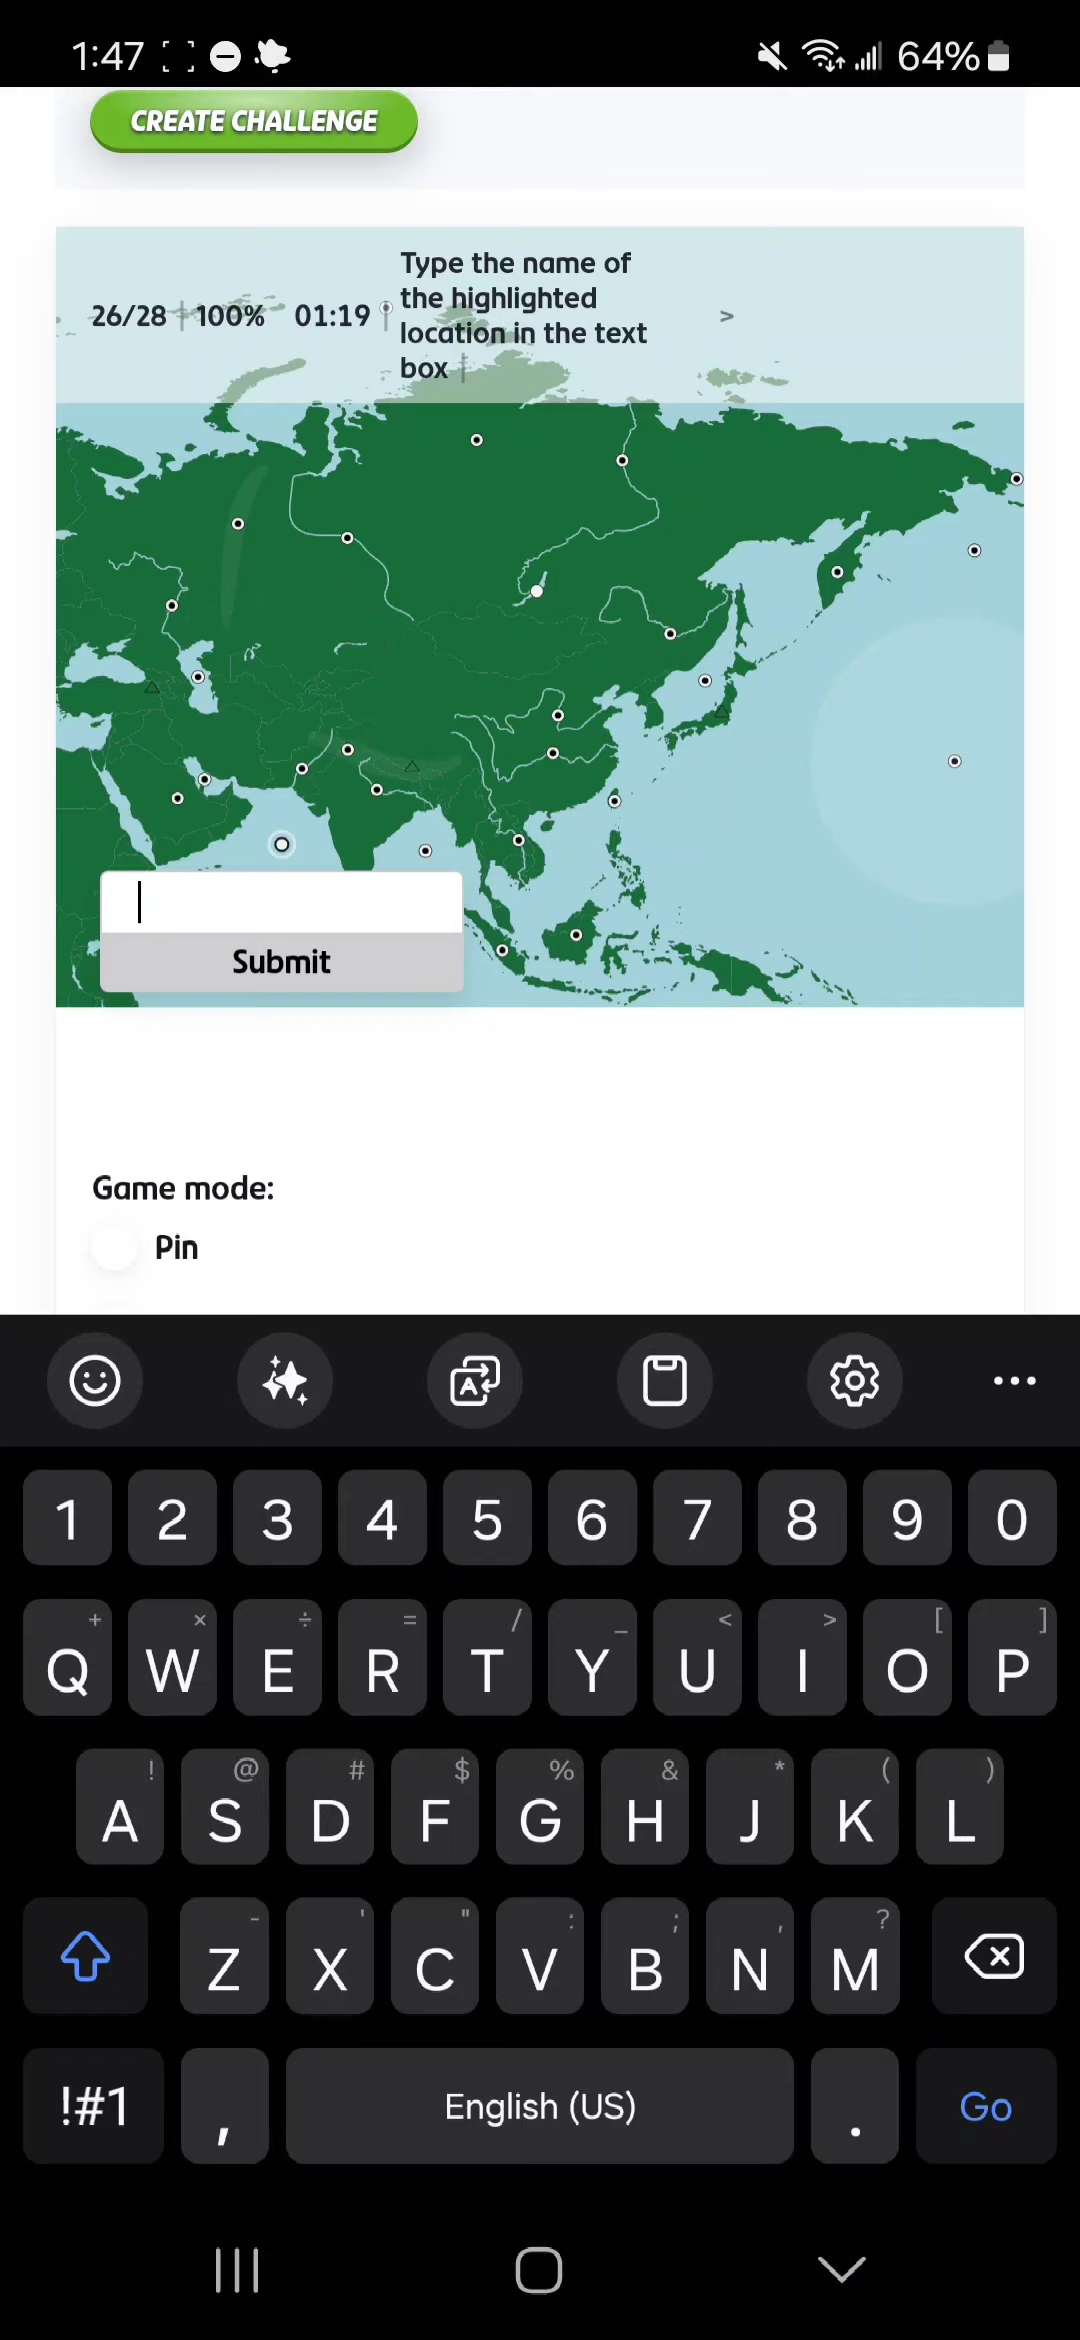 1:47
64%
CREATE CHALLENGE
Type the name of
the highlighted
location in the text
box
26/28 100% 01:19
>
Submit
Game mode:
Pin
1 2 3 4 5 6 7 8 9 0
+ × ÷ = / _ < > [ ]
Q W E R T Y U I O P
! @ # $ % & * ( )
A S D F G H J K L
- ' " : ; , ?
Z X C V B N M
!#1 , English (US) . Go